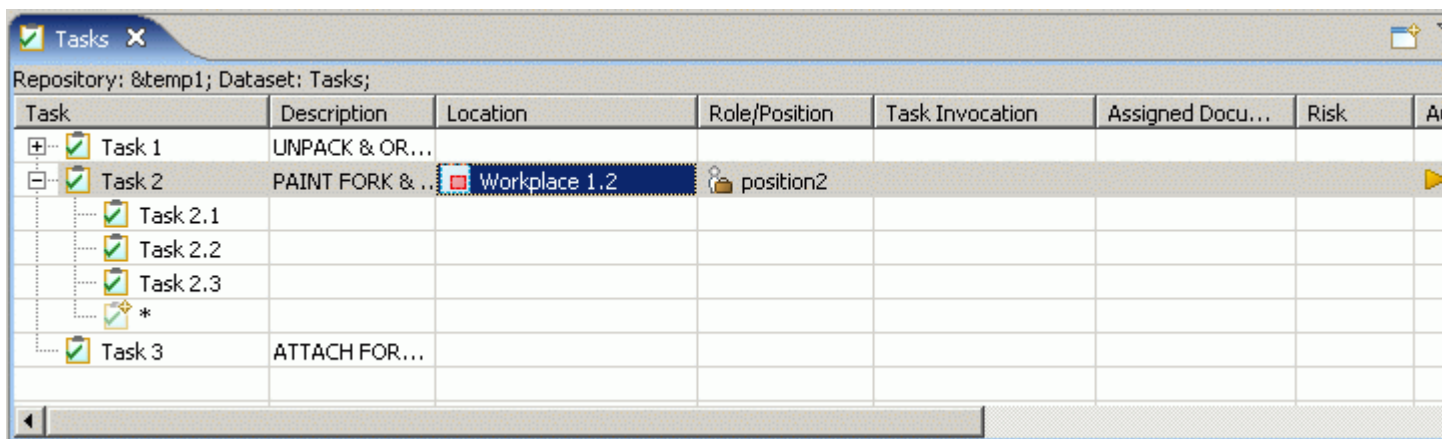 Tasks
Repository: &temp1; Dataset: Tasks;
Task Description Location Role/Position Task Invocation Assigned Docu... Risk
Task 1 UNPACK & OR...
Task 2 PAINT FORK & ... Workplace 1.2 position2
Task 2.1
Task 2.2
Task 2.3
*
Task 3 ATTACH FOR...